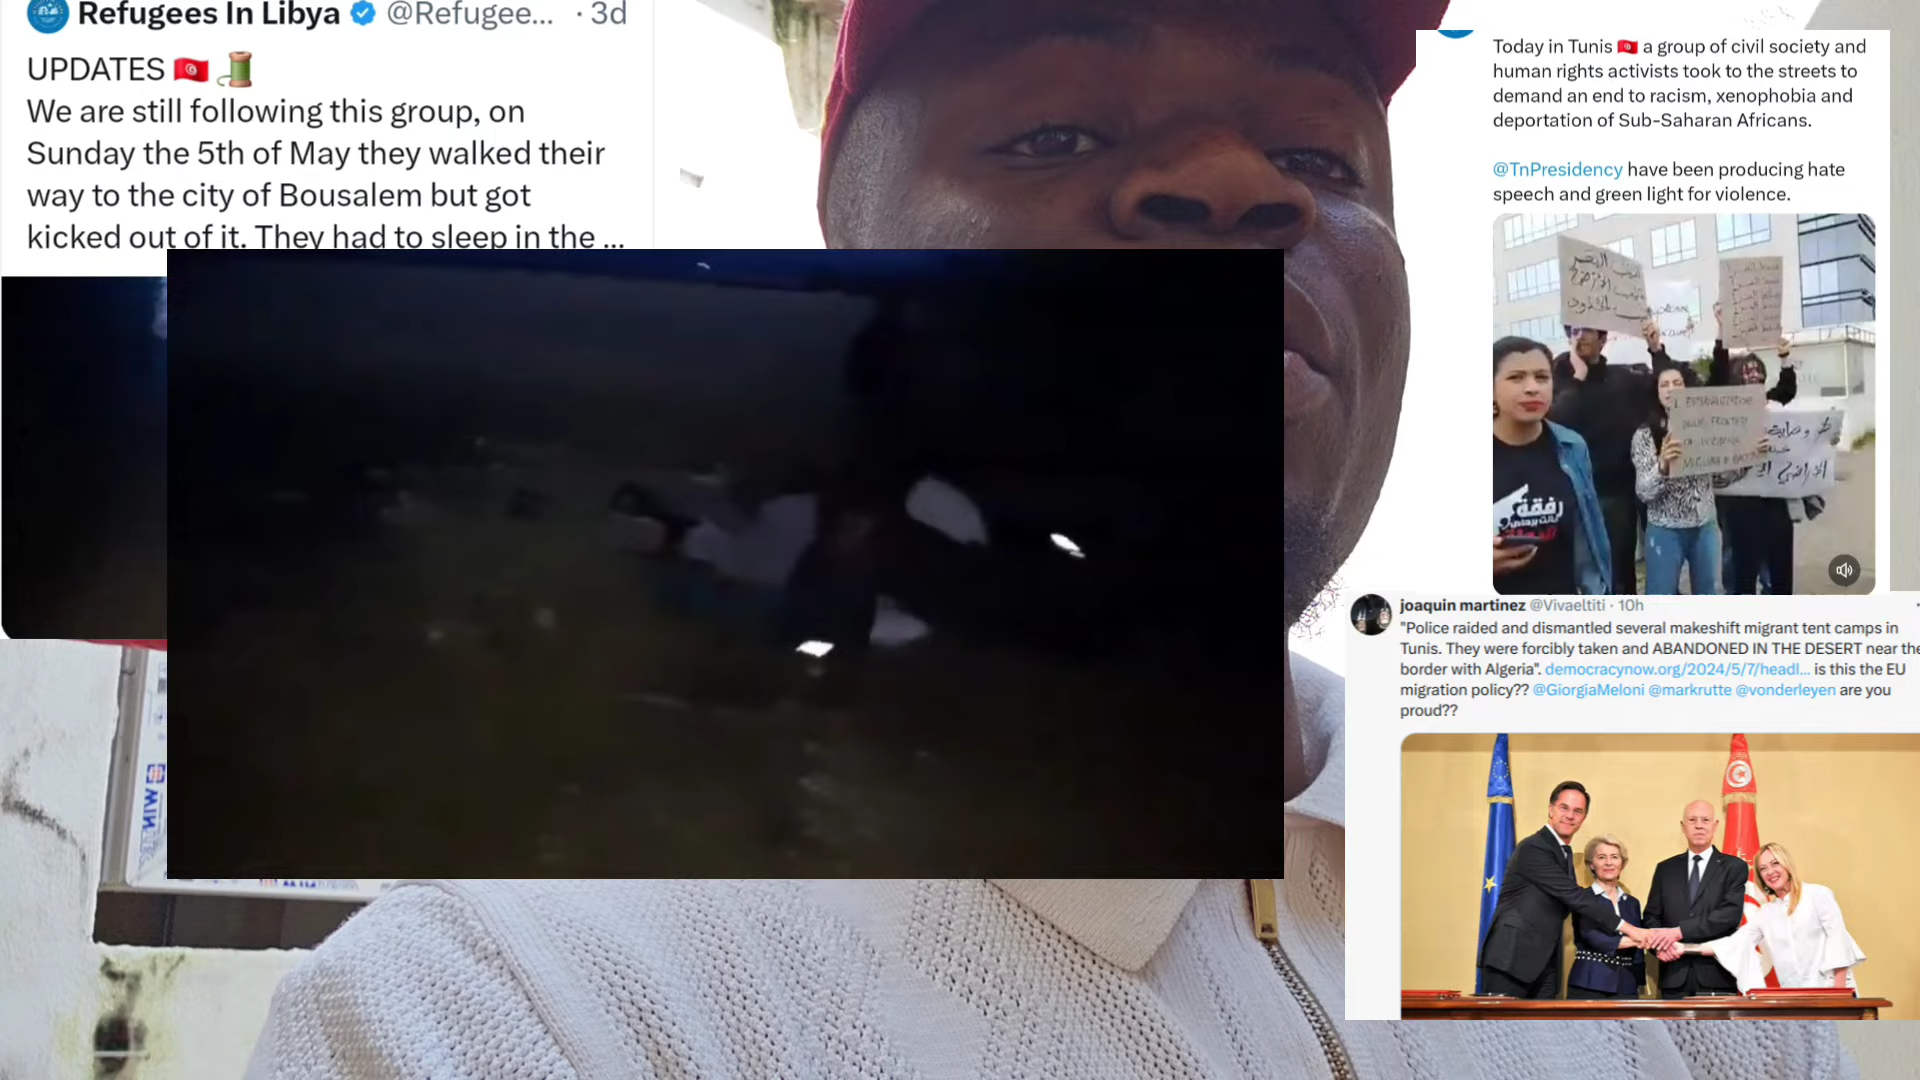 Refugees In Libya @Refugee... · 3d
UPDATES 🇹🇳 🧵
We are still following this group, on
Sunday the 5th of May they walked their
way to the city of Bousalem but got
kicked out of it. They had to sleep in the ...
Today in Tunis 🇹🇳 a group of civil society and
human rights activists took to the streets to
demand an end to racism, xenophobia and
deportation of Sub-Saharan Africans.
@TnPresidency have been producing hate
speech and green light for violence.
رفقة
joaquin martinez @Vivaeltiti · 10h
"Police raided and dismantled several makeshift migrant tent camps in
Tunis. They were forcibly taken and ABANDONED IN THE DESERT near the
border with Algeria". democracynow.org/2024/5/7/headl... is this the EU
migration policy?? @GiorgiaMeloni @markrutte @vonderleyen are you
proud??
WIN